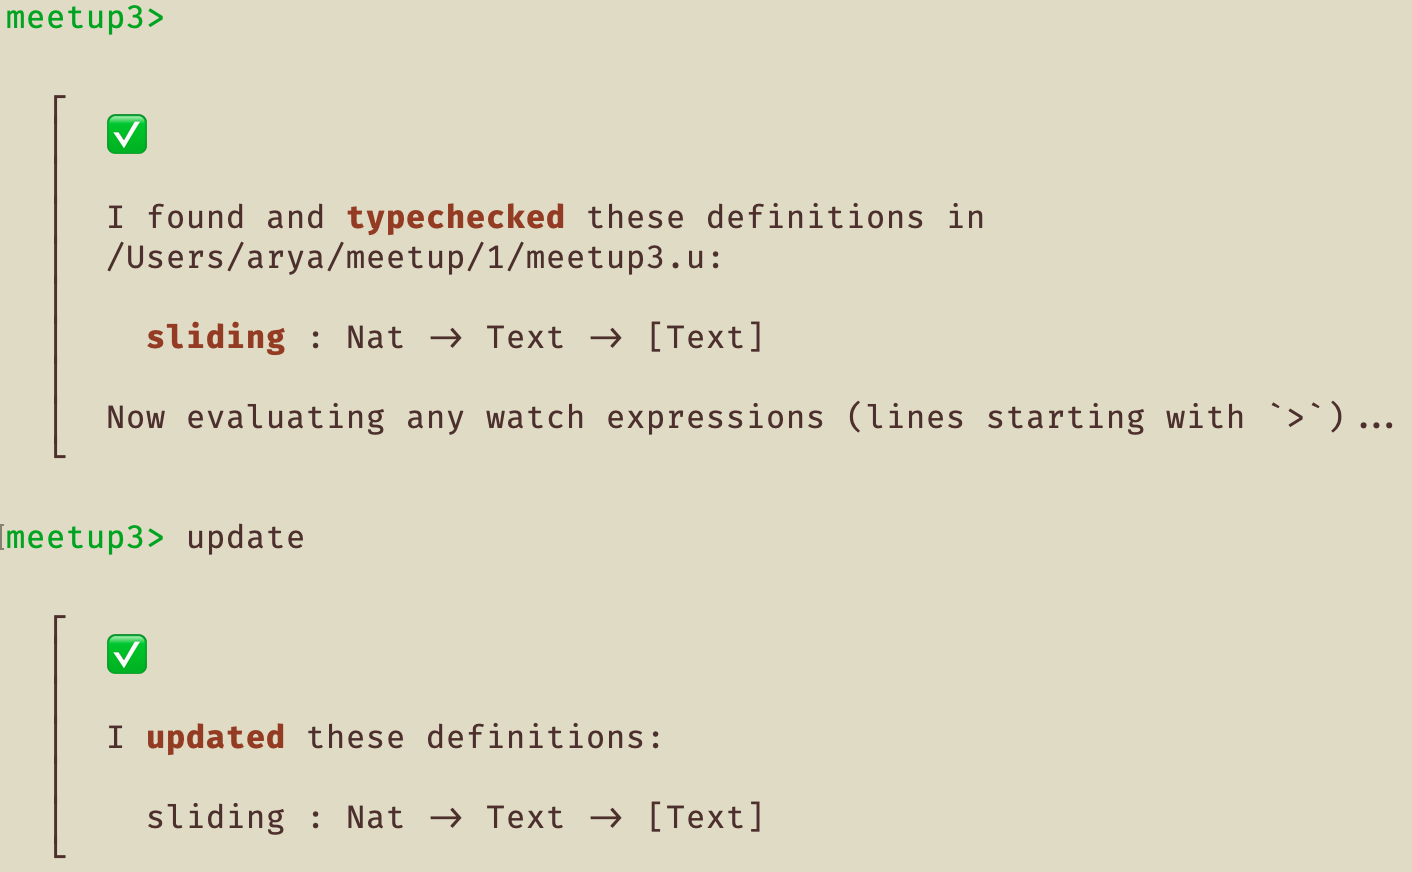 meetup3>
✅
I found and typechecked these definitions in
/Users/arya/meetup/1/meetup3.u:
sliding : Nat -> Text -> [Text]
Now evaluating any watch expressions (lines starting with `>`)...
meetup3> update
✅
I updated these definitions:
sliding : Nat -> Text -> [Text]